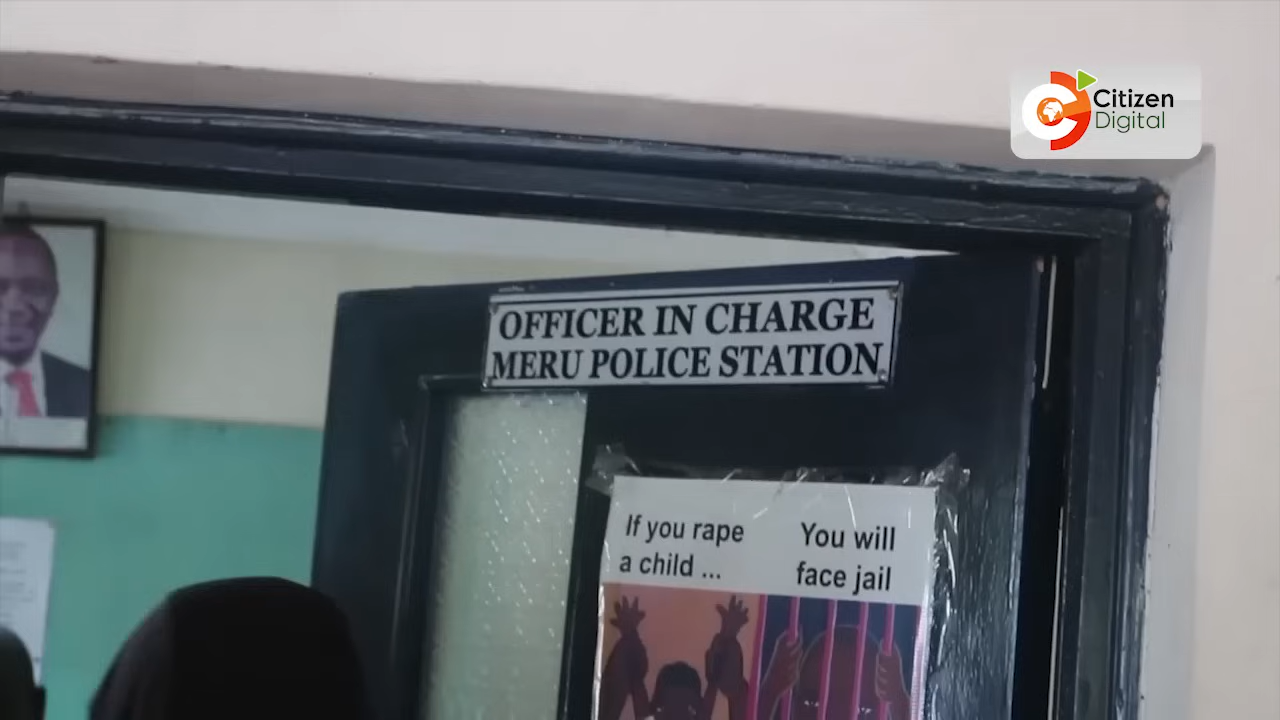 Citizen
Digital
OFFICER IN CHARGE
MERU POLICE STATION
If you rape
a child ...
You will
face jail